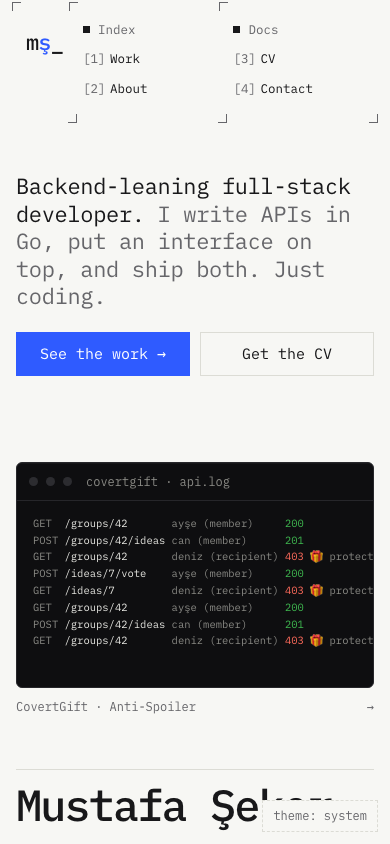 mş_
■ Index
[1] Work
[2] About
■ Docs
[3] CV
[4] Contact
Backend-leaning full-stack
developer. I write APIs in
Go, put an interface on
top, and ship both. Just
coding.
See the work →
Get the CV
covertgift · api.log
GET /groups/42 ayşe (member) 200
POST /groups/42/ideas can (member) 201
GET /groups/42 deniz (recipient) 403 🎁 protect
POST /ideas/7/vote ayşe (member) 200
GET /ideas/7 deniz (recipient) 403 🎁 protect
GET /groups/42 ayşe (member) 200
POST /groups/42/ideas can (member) 201
GET /groups/42 deniz (recipient) 403 🎁 protect
CovertGift · Anti-Spoiler →
Mustafa
theme: system